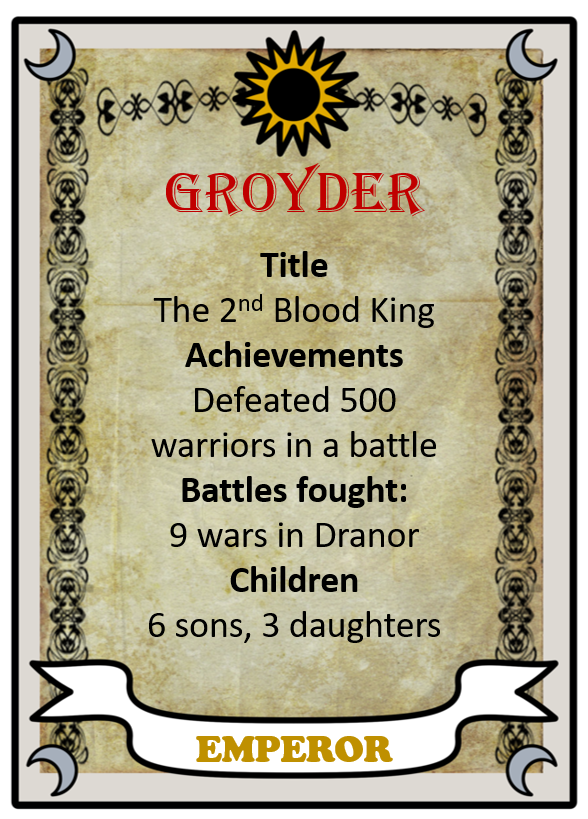 GROYDER
Title
The 2nd Blood King
Achievements
Defeated 500
warriors in a battle
Battles fought:
9 wars in Dranor
Children
6 sons, 3 daughters
EMPEROR